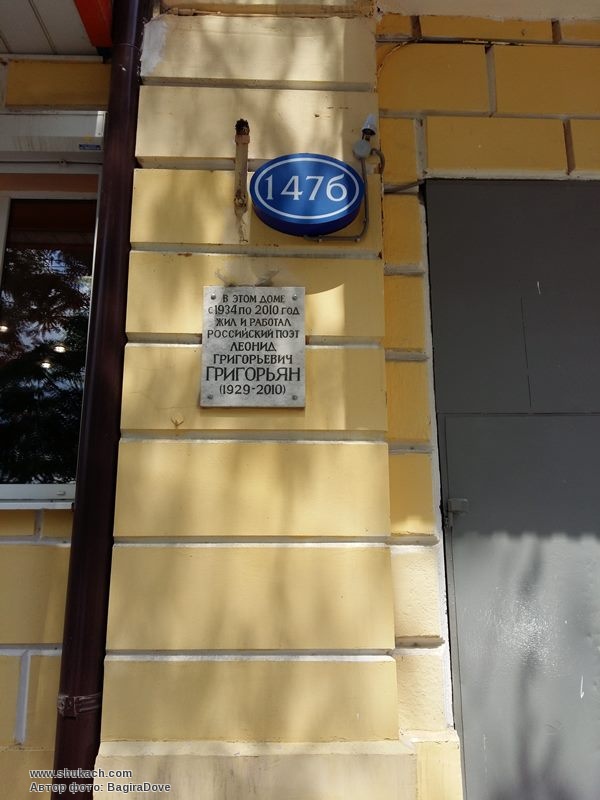 147б
В ЭТОМ ДОМЕ
С 1934 ПО 2010 ГОД
ЖИЛ И РАБОТАЛ
РОССИЙСКИЙ ПОЭТ
ЛЕОНИД
ГРИГОРЬЕВИЧ
ГРИГОРЬЯН
(1929-2010)
www.shukach.com
Автор фото: BagiraDove